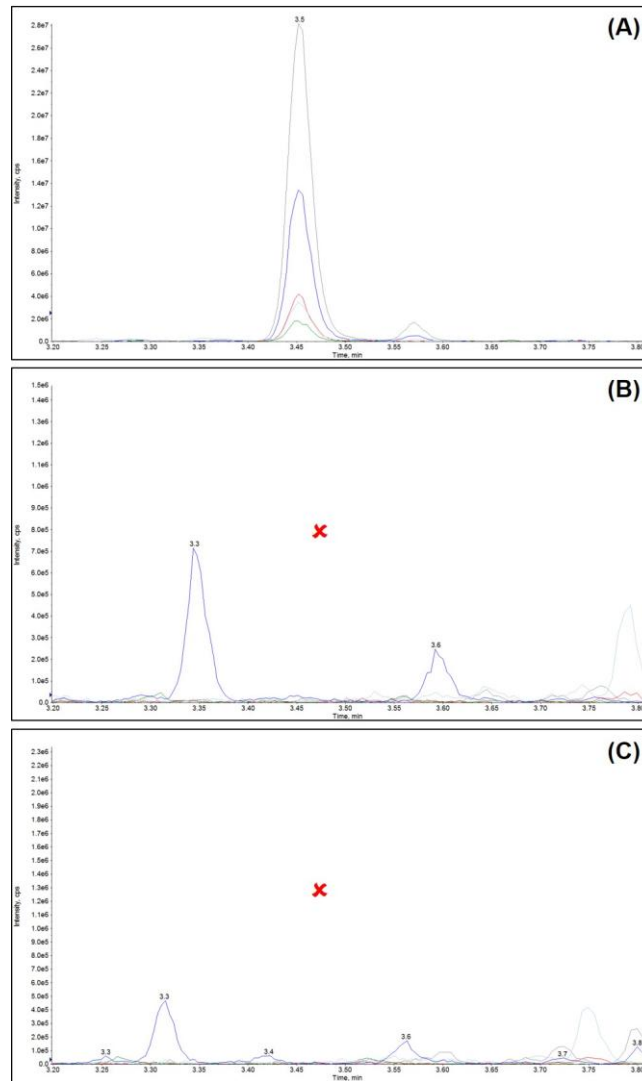 (A)
3.5
2.8e7
2.6e7
2.4e7
2.2e7
2.0e7
1.8e7
1.6e7
1.4e7
1.2e7
1.0e7
8.0e6
6.0e6
4.0e6
2.0e6
0.0
Intensity, cps
3.20 3.25 3.30 3.35 3.40 3.45 3.50 3.55 3.60 3.65 3.70 3.75 3.80
Time, min
(B)
1.5e6
1.4e6
1.3e6
1.2e6
1.1e6
1.0e6
9.0e5
8.0e5
7.0e5
6.0e5
5.0e5
4.0e5
3.0e5
2.0e5
1.0e5
0.0
Intensity, cps
3.3
3.6
3.20 3.25 3.30 3.35 3.40 3.45 3.50 3.55 3.60 3.65 3.70 3.75 3.80
Time, min
(C)
2.3e6
2.2e6
2.1e6
2.0e6
1.9e6
1.8e6
1.7e6
1.6e6
1.5e6
1.4e6
1.3e6
1.2e6
1.1e6
1.0e6
9.0e5
8.0e5
7.0e5
6.0e5
5.0e5
4.0e5
3.0e5
2.0e5
1.0e5
0.0
Intensity, cps
3.3 3.3 3.4 3.6 3.7 3.8
3.20 3.25 3.30 3.35 3.40 3.45 3.50 3.55 3.60 3.65 3.70 3.75 3.80
Time, min